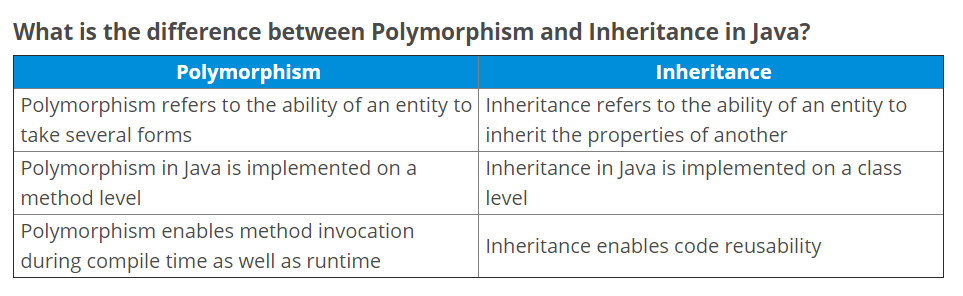 What is the difference between Polymorphism and Inheritance in Java?
Polymorphism
Inheritance
Polymorphism refers to the ability of an entity to
take several forms
Inheritance refers to the ability of an entity to
inherit the properties of another
Polymorphism in Java is implemented on a
method level
Inheritance in Java is implemented on a class
level
Polymorphism enables method invocation
during compile time as well as runtime
Inheritance enables code reusability